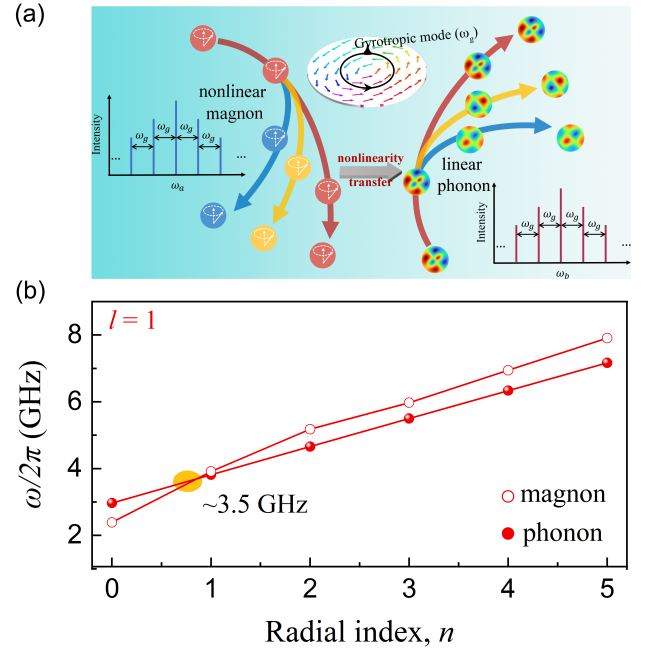 (a)
Gyrotropic mode (ω_g)
nonlinear
magnon
Intensity
ω_g ω_g ω_g ω_g
... ...
ω_a
nonlinearity
transfer
linear
phonon
Intensity
ω_g ω_g ω_g ω_g
... ...
ω_b
(b)
l = 1
ω/2π (GHz)
8
6
4
2
~3.5 GHz
magnon
phonon
0 1 2 3 4 5
Radial index, n